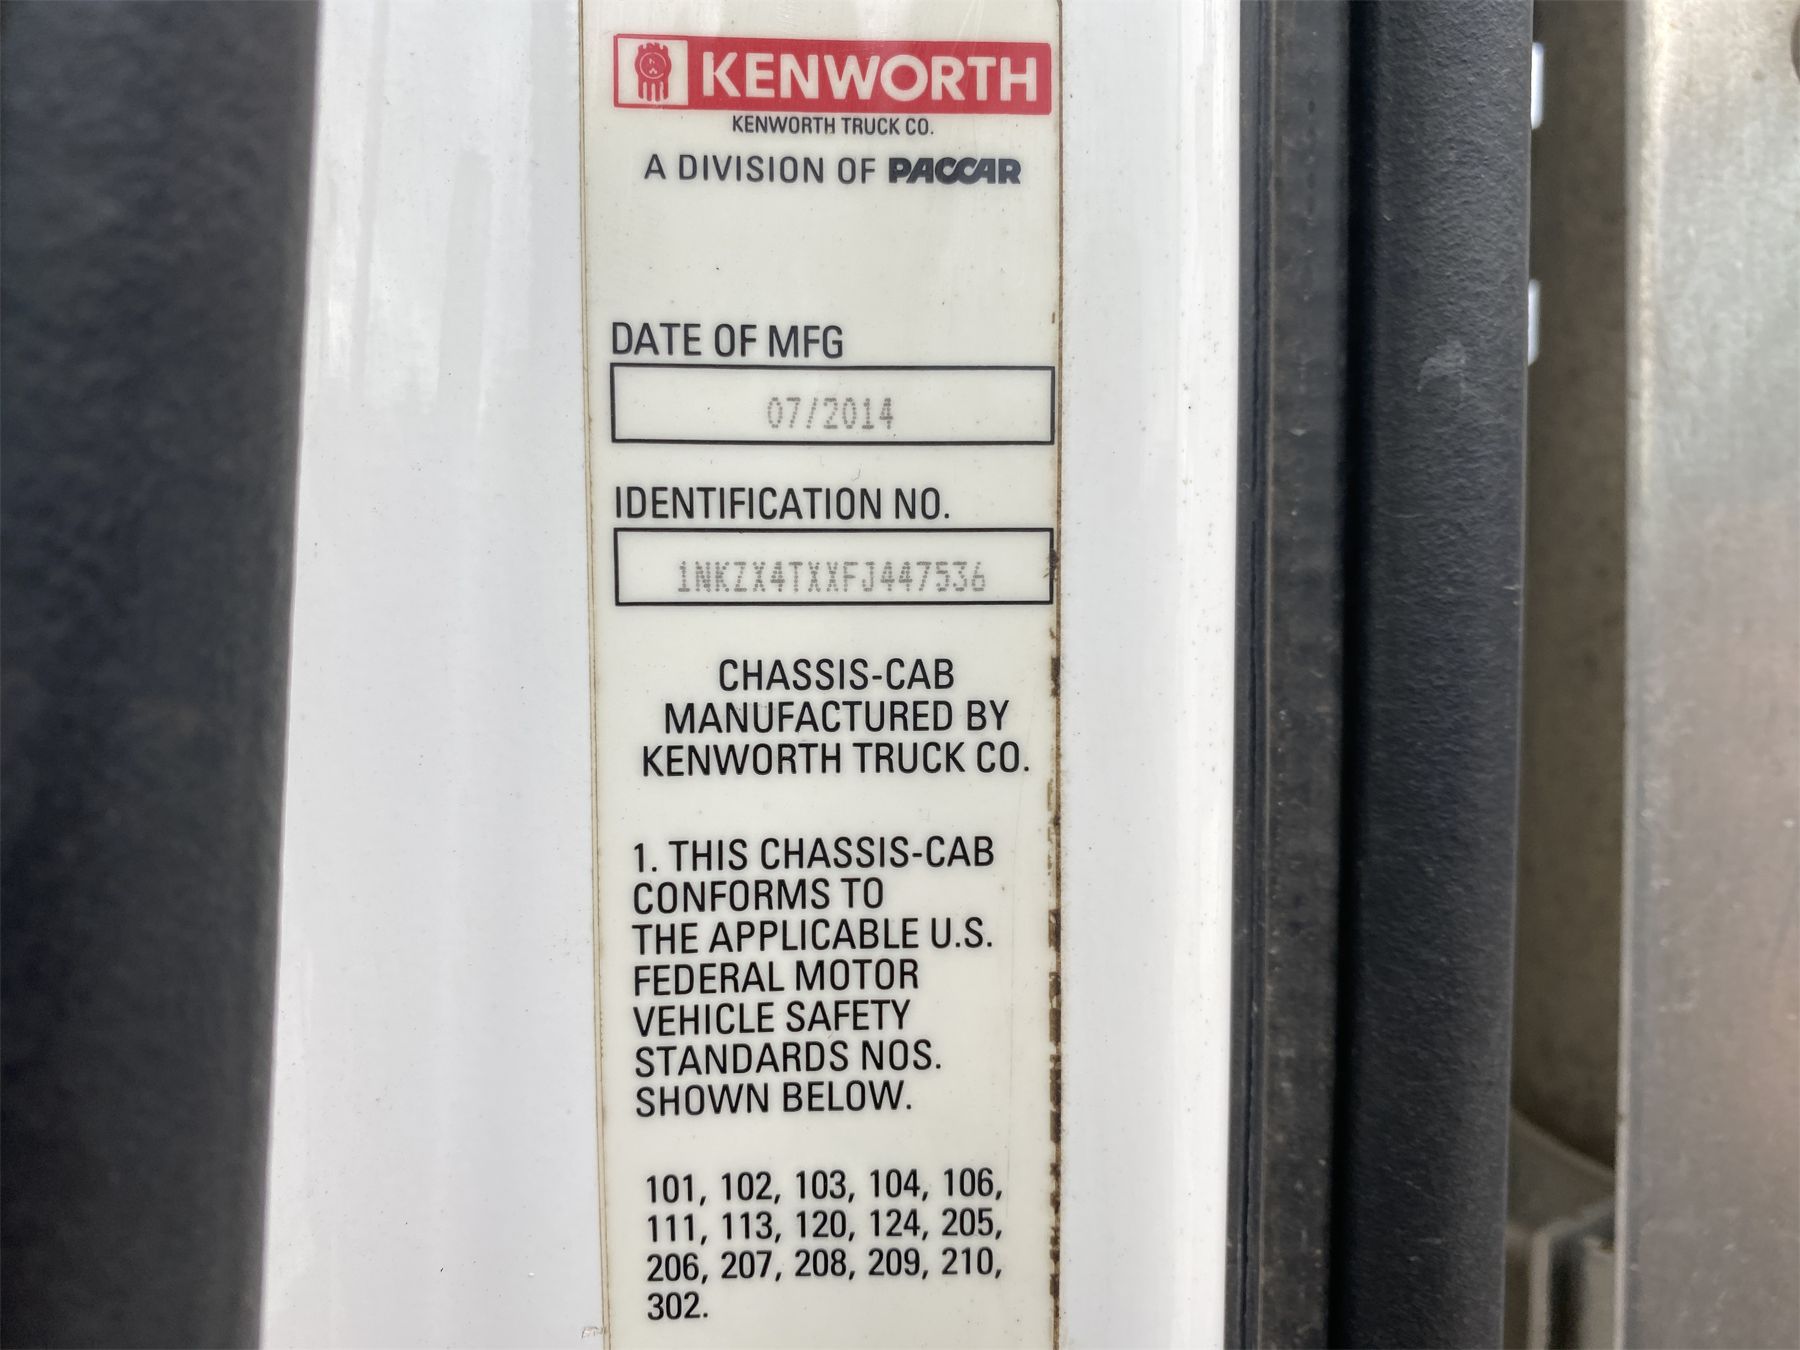 KENWORTH
KENWORTH TRUCK CO.
A DIVISION OF PACCAR
DATE OF MFG
07/2014
IDENTIFICATION NO.
1NKZX4TXXFJ447536
CHASSIS-CAB
MANUFACTURED BY
KENWORTH TRUCK CO.
1. THIS CHASSIS-CAB
CONFORMS TO
THE APPLICABLE U.S.
FEDERAL MOTOR
VEHICLE SAFETY
STANDARDS NOS.
SHOWN BELOW.
101, 102, 103, 104, 106,
111, 113, 120, 124, 205,
206, 207, 208, 209, 210,
302.